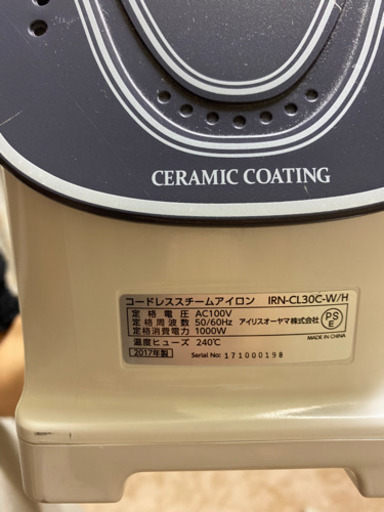 CERAMIC COATING
コードレススチームアイロン IRN-CL30C-W/H
定格電圧 AC100V
定格周波数 50/60Hz アイリスオーヤマ株式会社
定格消費電力 1000W
PS
E
MADE IN CHINA
温度ヒューズ 240℃
2017年製 Serial No: 171000198